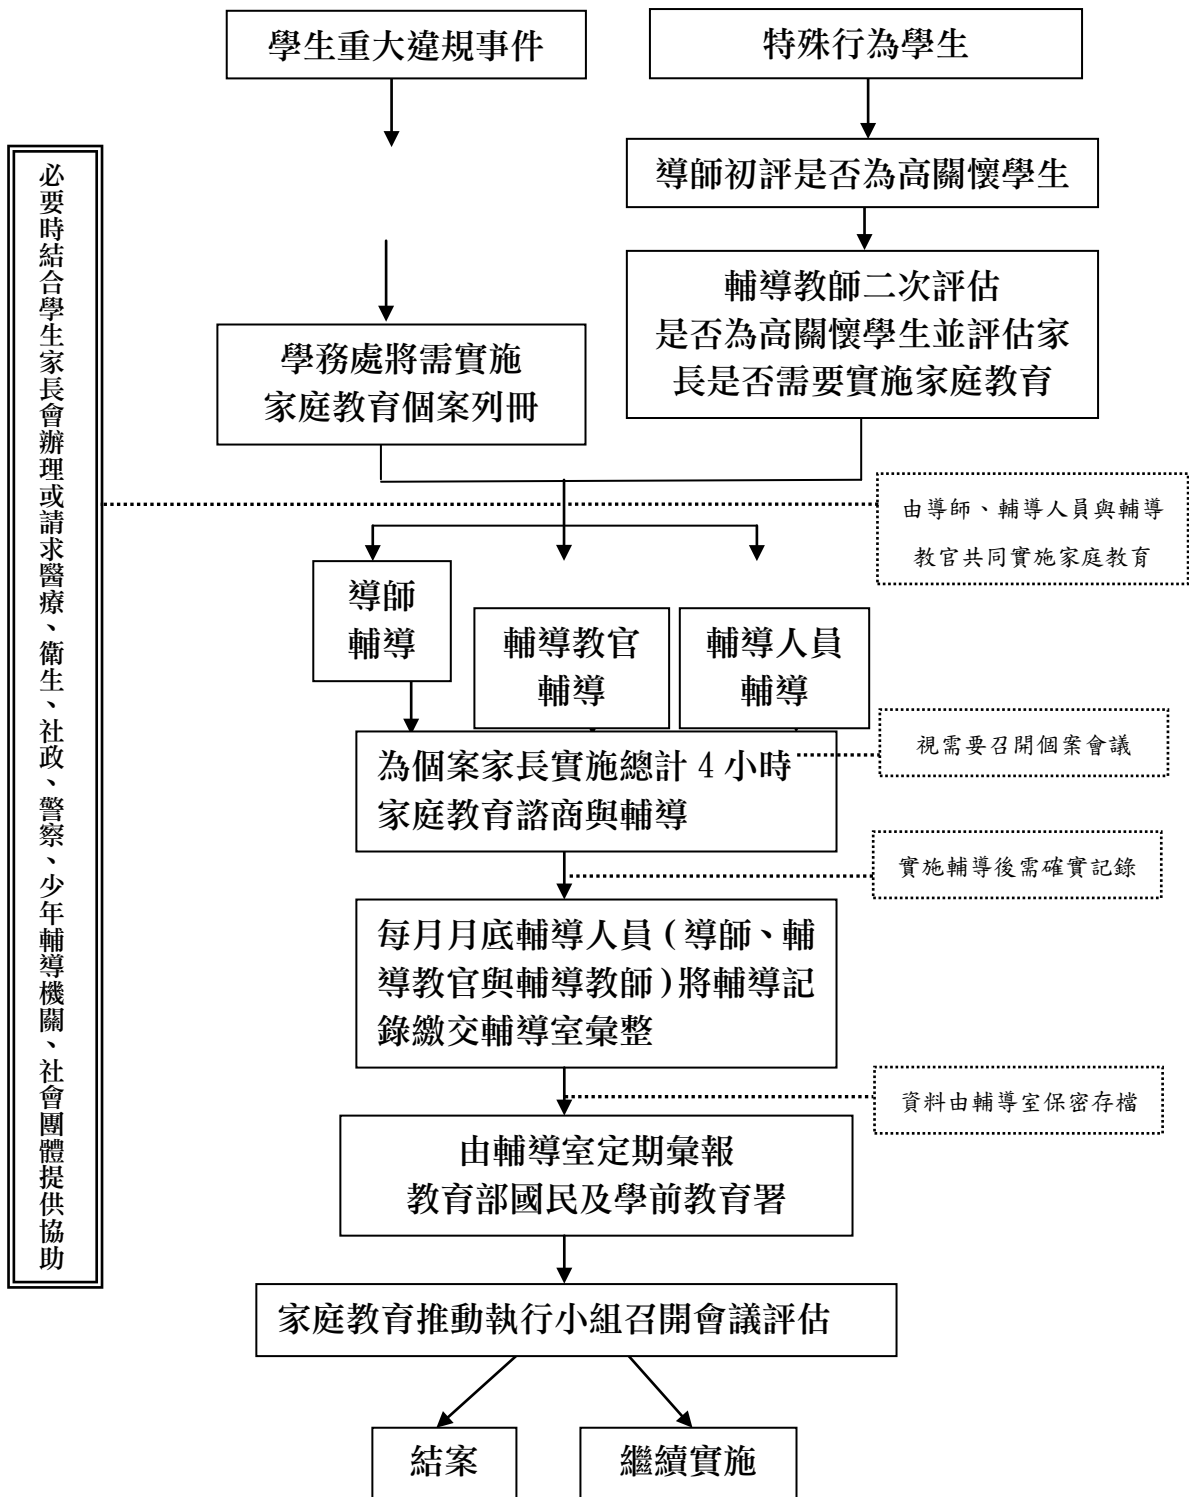 學生重大違規事件
特殊行為學生
導師初評是否為高關懷學生
輔導教師二次評估
是否為高關懷學生並評估家
長是否需要實施家庭教育
學務處將需實施
家庭教育個案列冊
必要時結合學生家長會辦理或請求醫療、衛生、社政、警察、少年輔導機關、社會團體提供協助
由導師、輔導人員與輔導
教官共同實施家庭教育
導師
輔導
輔導教官
輔導
輔導人員
輔導
視需要召開個案會議
為個案家長實施總計 4 小時
家庭教育諮商與輔導
實施輔導後需確實記錄
每月月底輔導人員(導師、輔
導教官與輔導教師)將輔導記
錄繳交輔導室彙整
資料由輔導室保密存檔
由輔導室定期彙報
教育部國民及學前教育署
家庭教育推動執行小組召開會議評估
結案
繼續實施